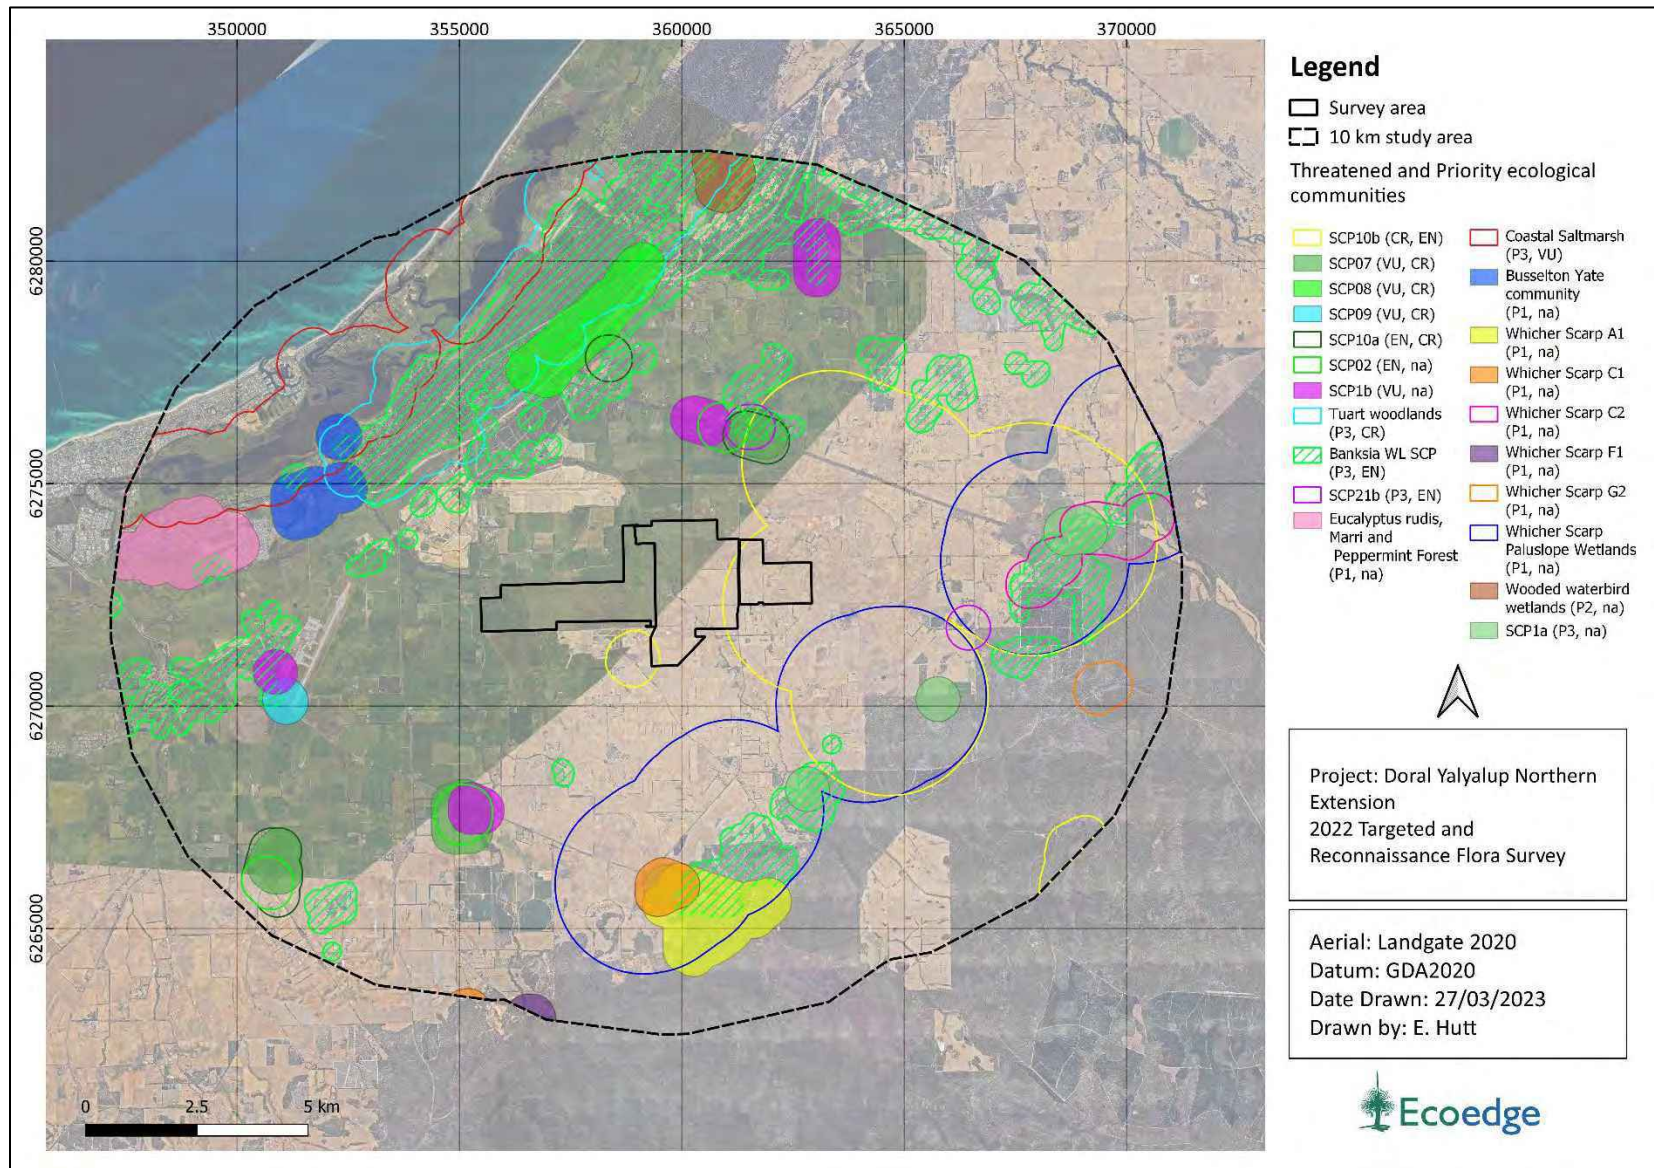 350000 355000 360000 365000 370000
6280000
6275000
6270000
6265000
0 2.5 5 km
Legend
Survey area
10 km study area
Threatened and Priority ecological
communities
SCP10b (CR, EN)
SCP07 (VU, CR)
SCP08 (VU, CR)
SCP09 (VU, CR)
SCP10a (EN, CR)
SCP02 (EN, na)
SCP1b (VU, na)
Tuart woodlands
(P3, CR)
Banksia WL SCP
(P3, EN)
SCP21b (P3, EN)
Eucalyptus rudis,
Marri and
Peppermint Forest
(P1, na)
Coastal Saltmarsh
(P3, VU)
Busselton Yate
community
(P1, na)
Whicher Scarp A1
(P1, na)
Whicher Scarp C1
(P1, na)
Whicher Scarp C2
(P1, na)
Whicher Scarp F1
(P1, na)
Whicher Scarp G2
(P1, na)
Whicher Scarp
Paluslope Wetlands
(P1, na)
Wooded waterbird
wetlands (P2, na)
SCP1a (P3, na)
Project: Doral Yalyalup Northern
Extension
2022 Targeted and
Reconnaissance Flora Survey
Aerial: Landgate 2020
Datum: GDA2020
Date Drawn: 27/03/2023
Drawn by: E. Hutt
Ecoedge